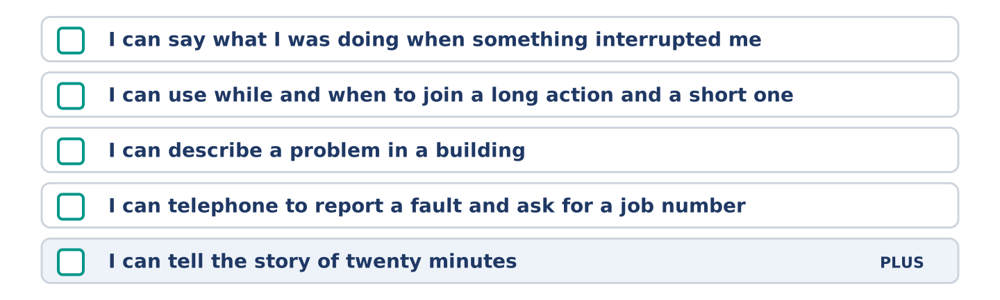 I can say what I was doing when something interrupted me
I can use while and when to join a long action and a short one
I can describe a problem in a building
I can telephone to report a fault and ask for a job number
I can tell the story of twenty minutes PLUS